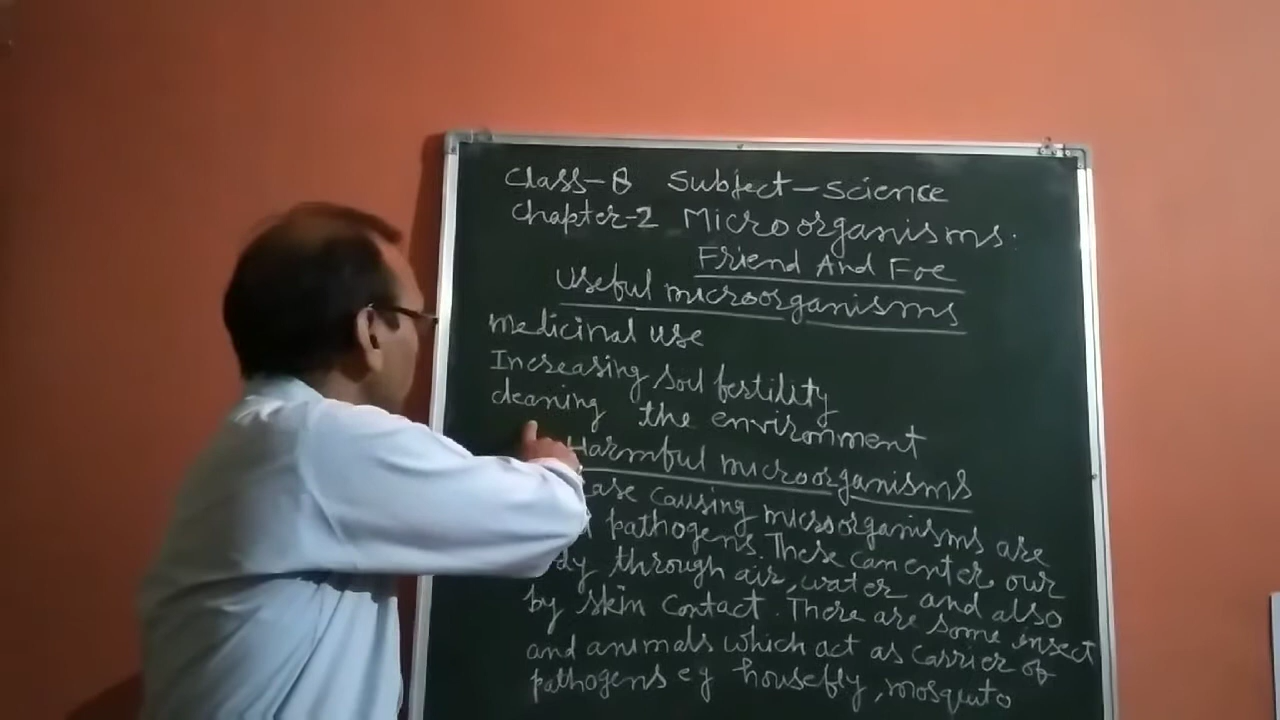 Class-8 Subject-Science
Chapter-2 Microorganisms:
Friend And Foe
Useful microorganisms
medicinal use
Increasing soil fertility
cleaning the environment
Harmful microorganisms
causing microorganisms are
pathogens. These can enter our
through air, water and also
by skin contact. There are some insect
and animals which act as carrier of
pathogens eg housefly, mosquito